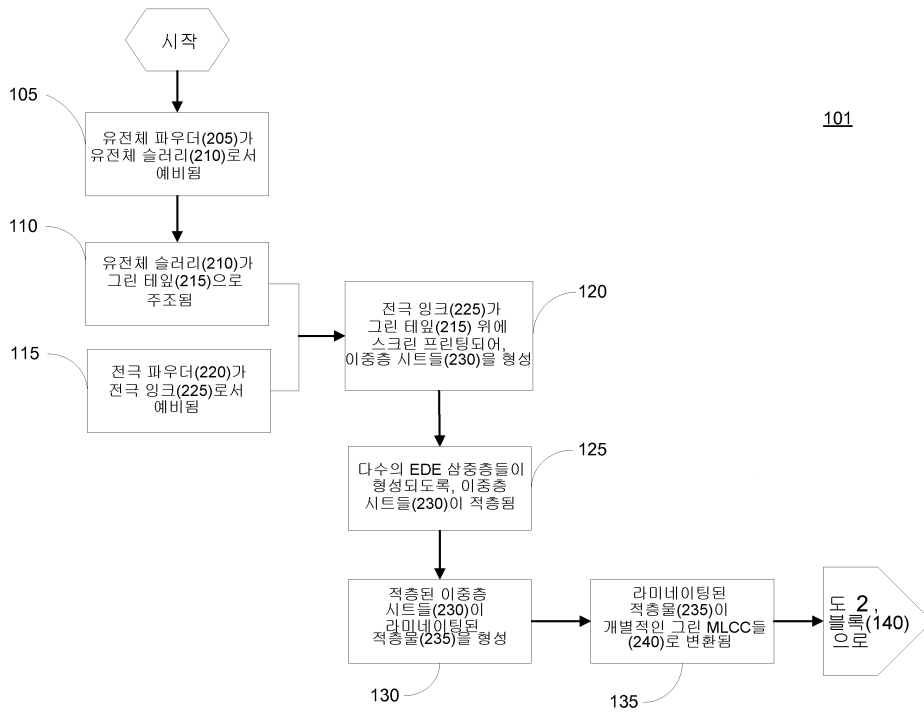 시작
105
101
유전체 파우더(205)가
유전체 슬러리(210)로서
예비됨
110
유전체 슬러리(210)가
그린 테잎(215)으로
주조됨
120
전극 잉크(225)가
그린 테잎(215) 위에
스크린 프린팅되어,
이중층 시트들(230)을 형성
115
전극 파우더(220)가
전극 잉크(225)로서
예비됨
125
다수의 EDE 삼중층들이
형성되도록, 이중층
시트들(230)이 적층됨
적층된 이중층
시트들(230)이
라미네이팅된
적층물(235)을 형성
130
라미네이팅된
적층물(235)이
개별적인 그린 MLCC들
(240)로 변환됨
135
도 2,
블록(140)
으로